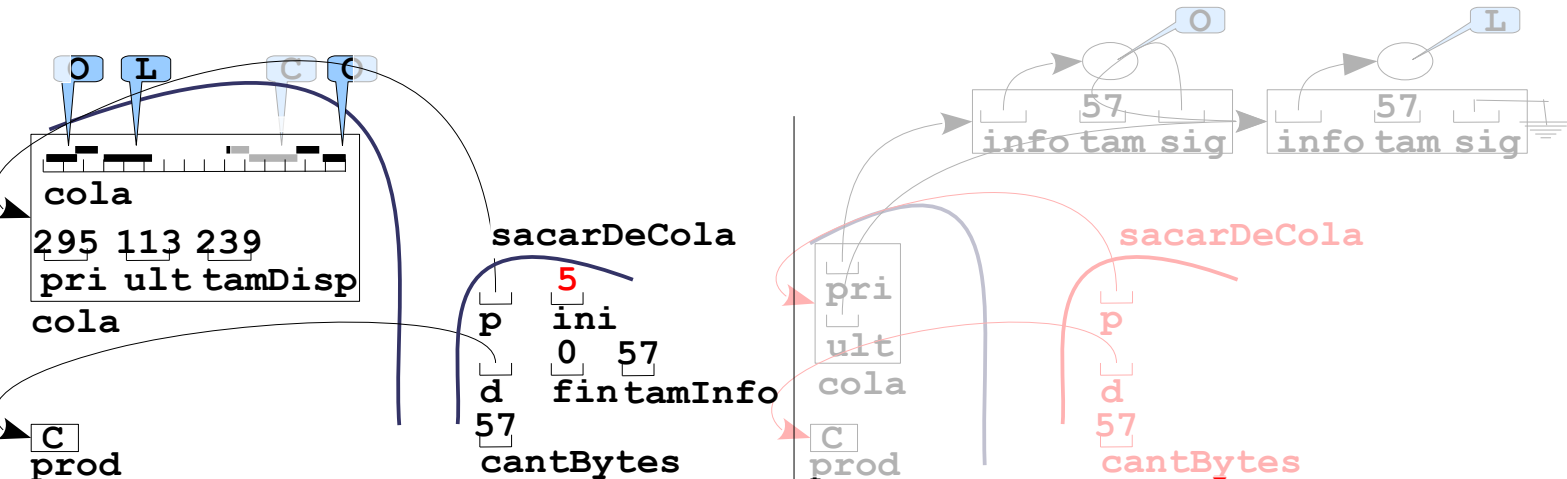 O L C O
cola
295 113 239
pri ult tamDisp
cola
sacarDeCola
5
p ini
0 57
d fin tamInfo
57
cantBytes
C
prod
O L
57 57
info tam sig info tam sig
sacarDeCola
pri
p
ult
cola
d
57
C
cantBytes
prod